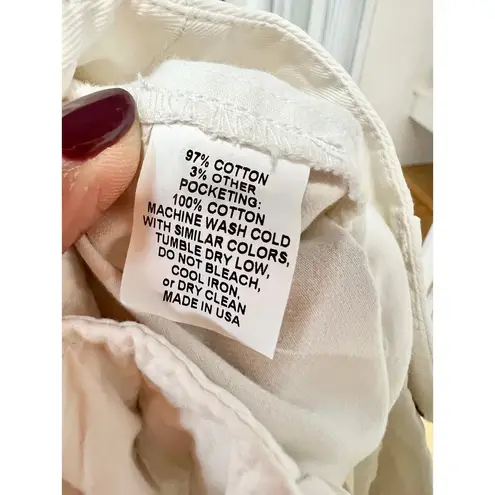 97% COTTON
3% OTHER
POCKETING:
100% COTTON
MACHINE WASH COLD
WITH SIMILAR COLORS,
TUMBLE DRY LOW,
DO NOT BLEACH,
COOL IRON,
or DRY CLEAN
MADE IN USA